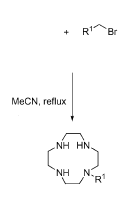 + R¹ Br
MeCN, reflux
NH HN
NH N
R¹